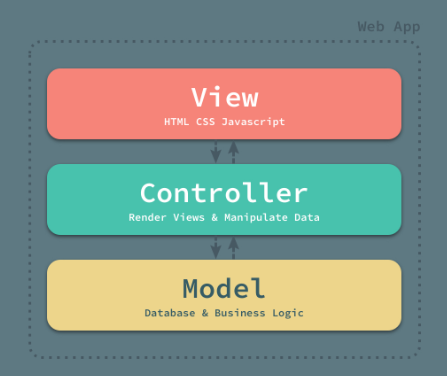 Web App
View
HTML CSS Javascript
Controller
Render Views & Manipulate Data
Model
Database & Business Logic